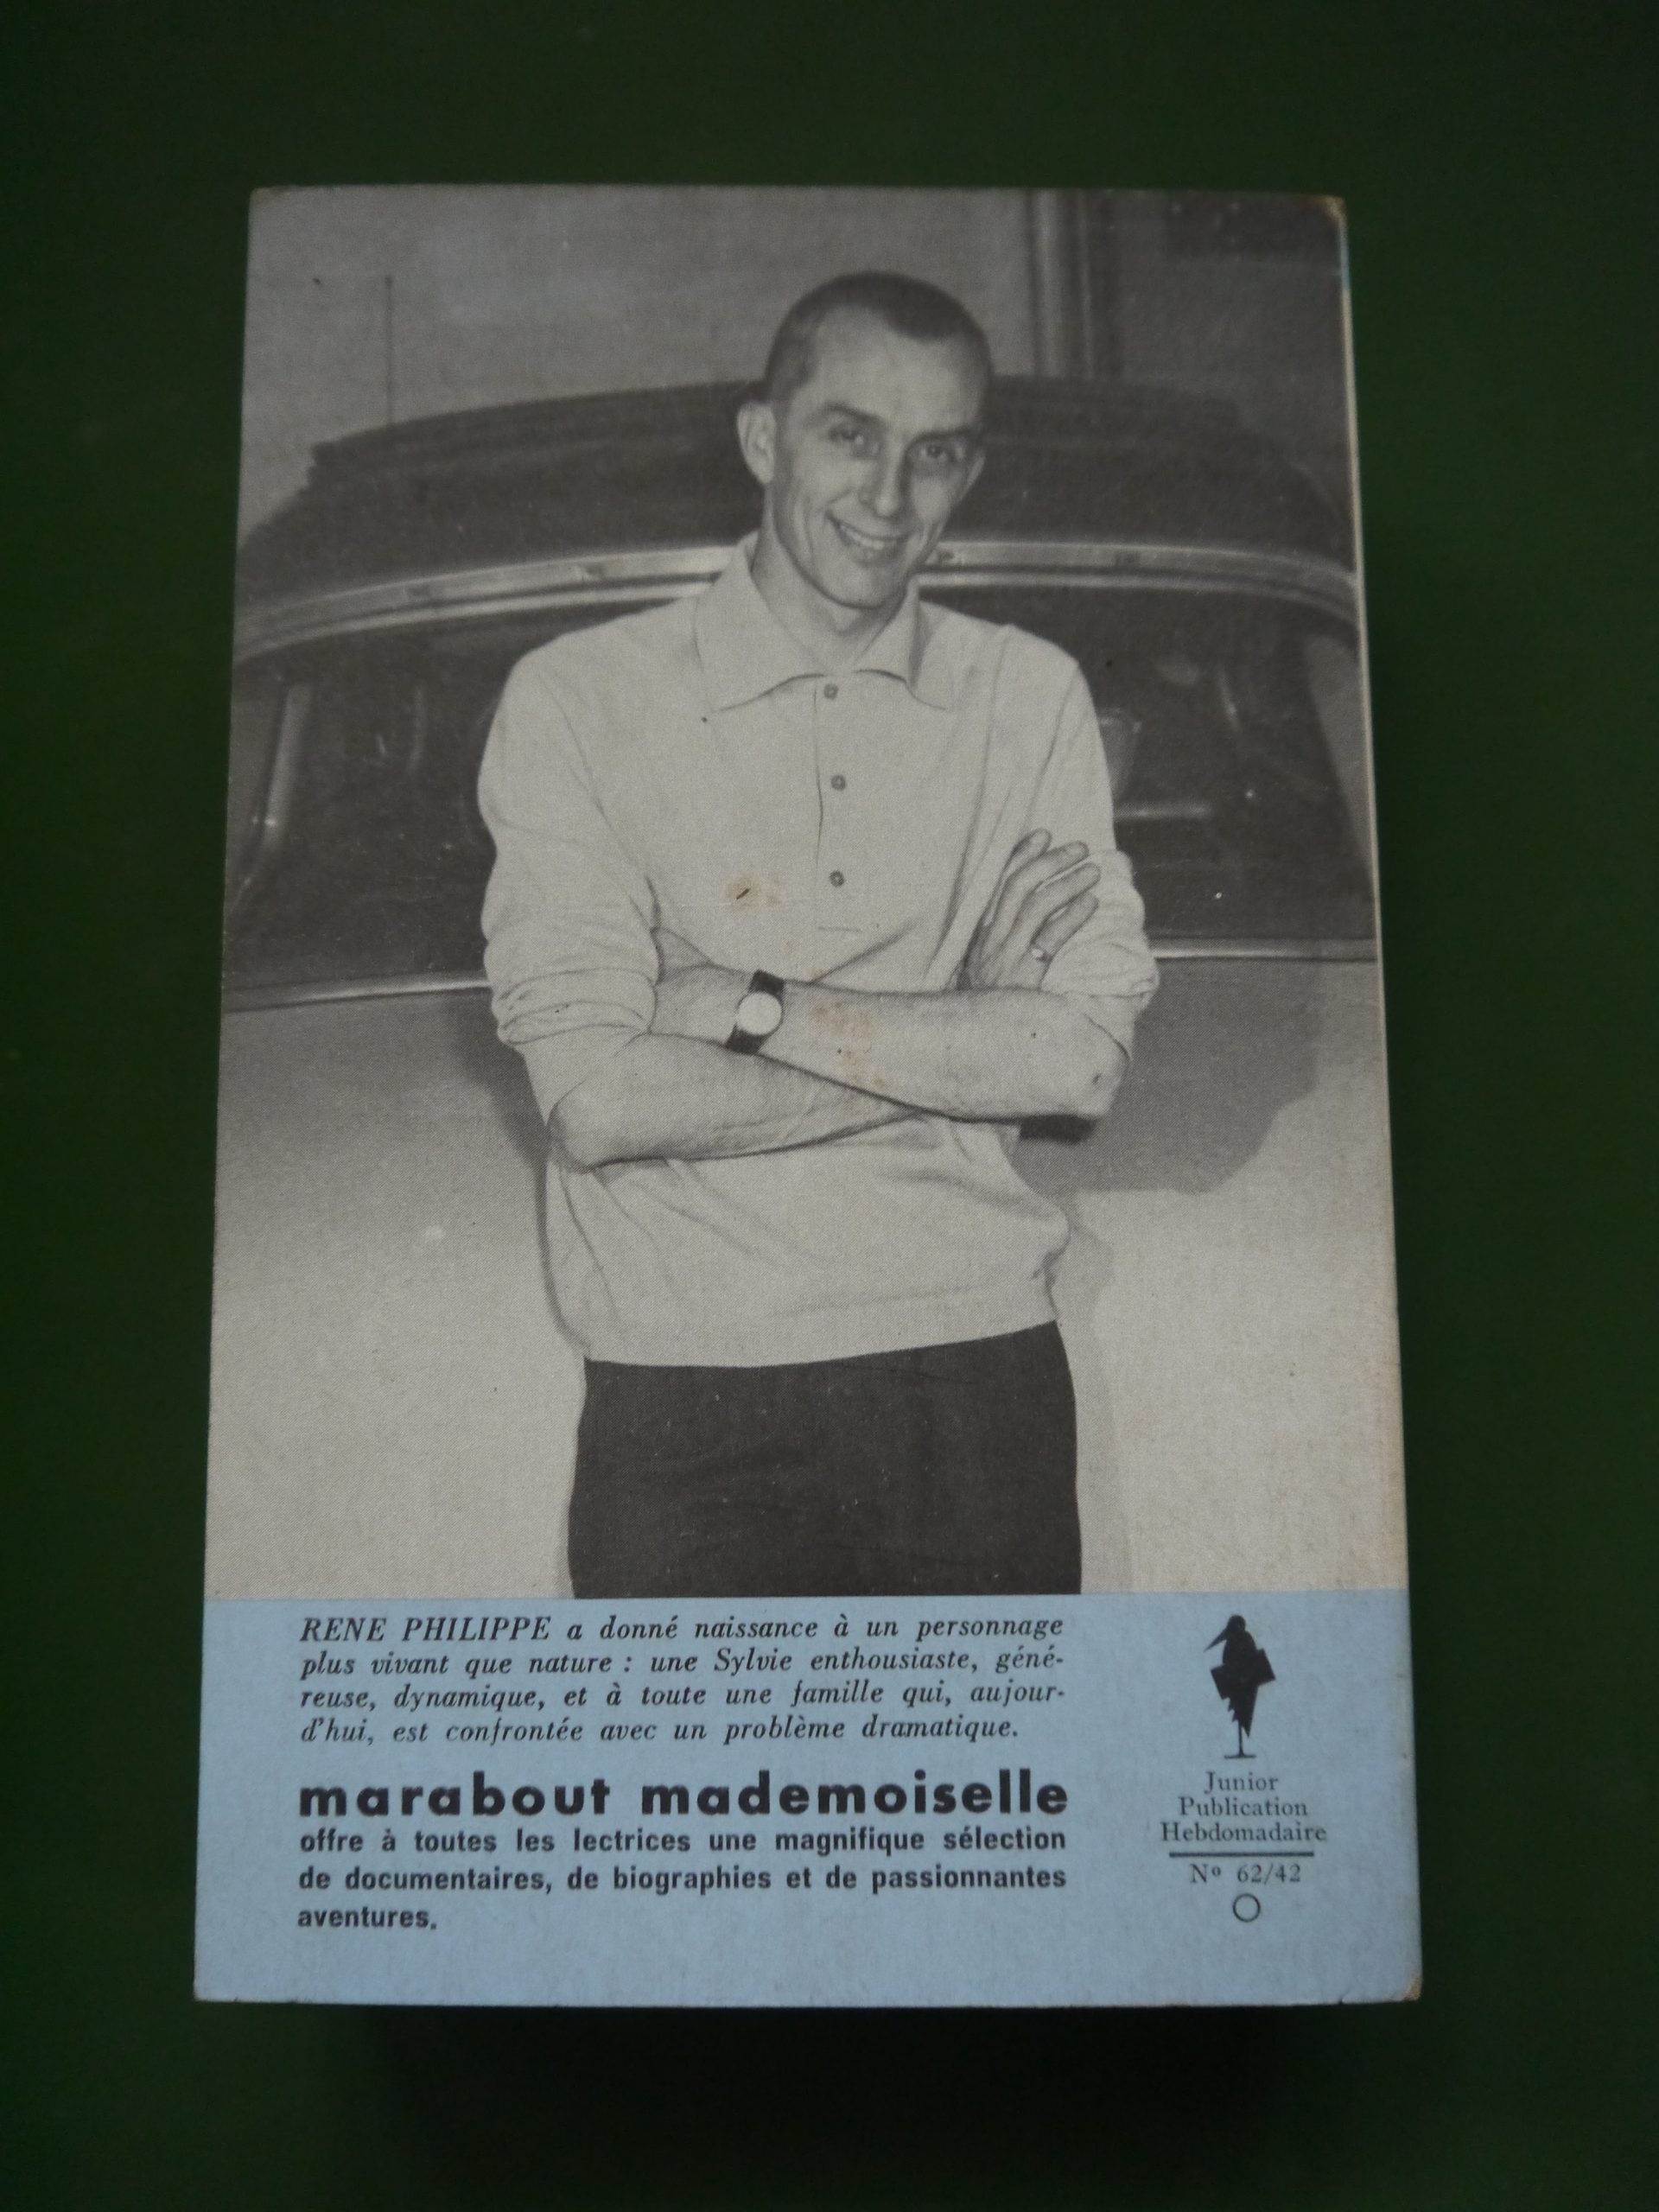 RENE PHILIPPE a donné naissance à un personnage
plus vivant que nature : une Sylvie enthousiaste, géné-
reuse, dynamique, et à toute une famille qui, aujour-
d'hui, est confrontée avec un problème dramatique.
marabout mademoiselle
offre à toutes les lectrices une magnifique sélection
de documentaires, de biographies et de passionnantes
aventures.
Junior
Publication
Hebdomadaire
Nº 62/42